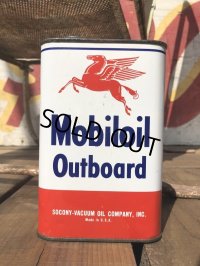 Mobiloil
SOLD OUT
Outboard
SOCONY-VACUUM OIL COMPANY, INC.
Made in U.S.A.